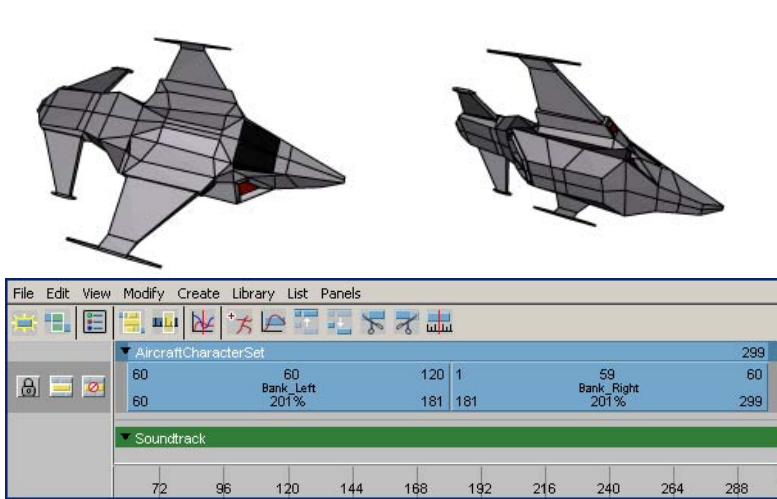 File Edit View Modify Create Library List Panels
AircraftCharacterSet 299
60 60 120 1 59 60
Bank_Left Bank_Right
60 201% 181 181 201% 299
Soundtrack
72 96 120 144 168 192 216 240 264 288